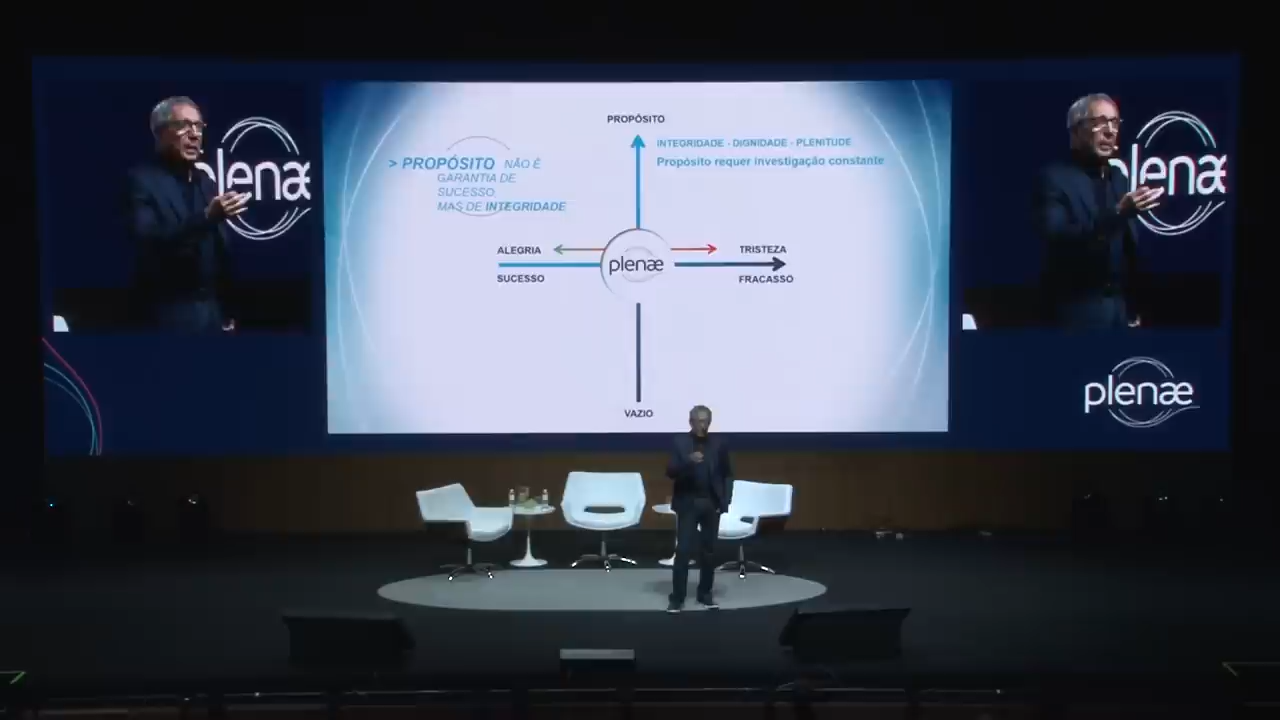 PROPÓSITO
INTEGRIDADE - DIGNIDADE - PLENITUDE
Propósito requer investigação constante
> PROPÓSITO NÃO É
GARANTIA DE
SUCESSO,
MAS DE INTEGRIDADE
ALEGRIA
TRISTEZA
plenæ
SUCESSO
FRACASSO
VAZIO
plenæ
plenæ
plenæ